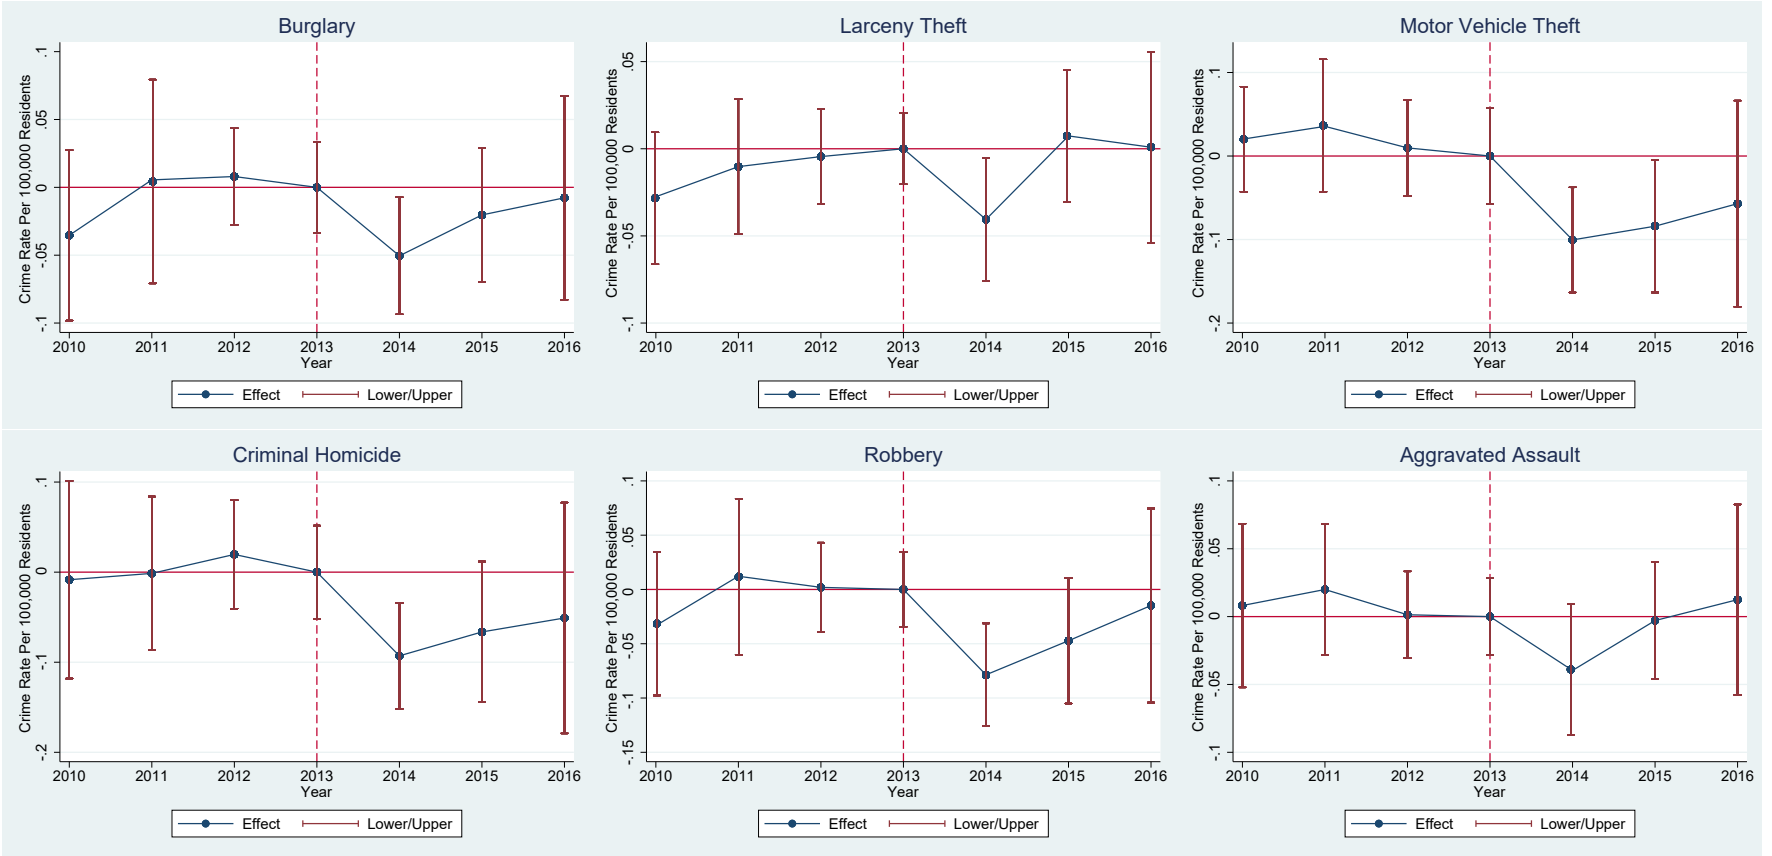 Burglary
Crime Rate Per 100,000 Residents
.1
.05
0
-.05
-.1
2010 2011 2012 2013 2014 2015 2016
Year
Effect Lower/Upper
Larceny Theft
Crime Rate Per 100,000 Residents
.05
0
-.05
-.1
2010 2011 2012 2013 2014 2015 2016
Year
Effect Lower/Upper
Motor Vehicle Theft
Crime Rate Per 100,000 Residents
.1
0
-.1
-.2
2010 2011 2012 2013 2014 2015 2016
Year
Effect Lower/Upper
Criminal Homicide
Crime Rate Per 100,000 Residents
.1
0
-.1
-.2
2010 2011 2012 2013 2014 2015 2016
Year
Effect Lower/Upper
Robbery
Crime Rate Per 100,000 Residents
.1
.05
0
-.05
-.1
-.15
2010 2011 2012 2013 2014 2015 2016
Year
Effect Lower/Upper
Aggravated Assault
Crime Rate Per 100,000 Residents
.1
.05
0
-.05
-.1
2010 2011 2012 2013 2014 2015 2016
Year
Effect Lower/Upper